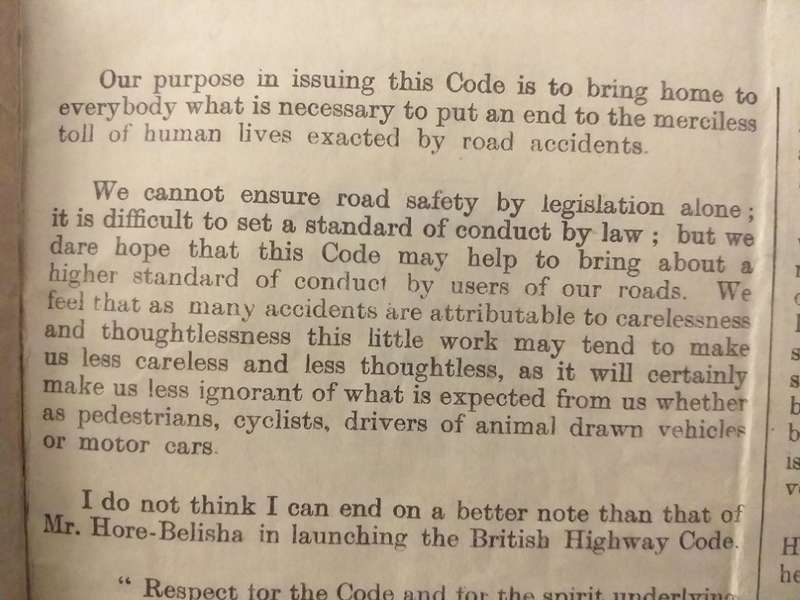 Our purpose in issuing this Code is to bring home to
everybody what is necessary to put an end to the merciless
toll of human lives exacted by road accidents.
We cannot ensure road safety by legislation alone ;
it is difficult to set a standard of conduct by law ; but we
dare hope that this Code may help to bring about a
higher standard of conduct by users of our roads. We
feel that as many accidents are attributable to carelessness
and thoughtlessness this little work may tend to make
us less careless and less thoughtless, as it will certainly
make us less ignorant of what is expected from us whether
as pedestrians, cyclists, drivers of animal drawn vehicles
or motor cars.
I do not think I can end on a better note than that of
Mr. Hore-Belisha in launching the British Highway Code.
" Respect for the Code and for the spirit underlying